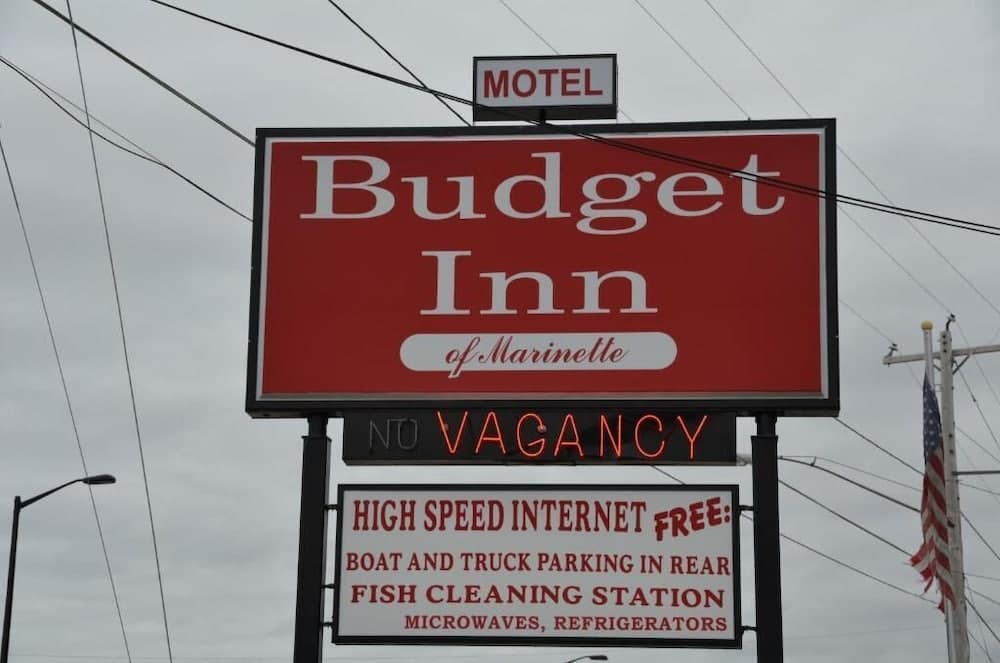 MOTEL
Budget
Inn
of Marinette
NO VAGANCY
HIGH SPEED INTERNET FREE:
BOAT AND TRUCK PARKING IN REAR
FISH CLEANING STATION
MICROWAVES, REFRIGERATORS